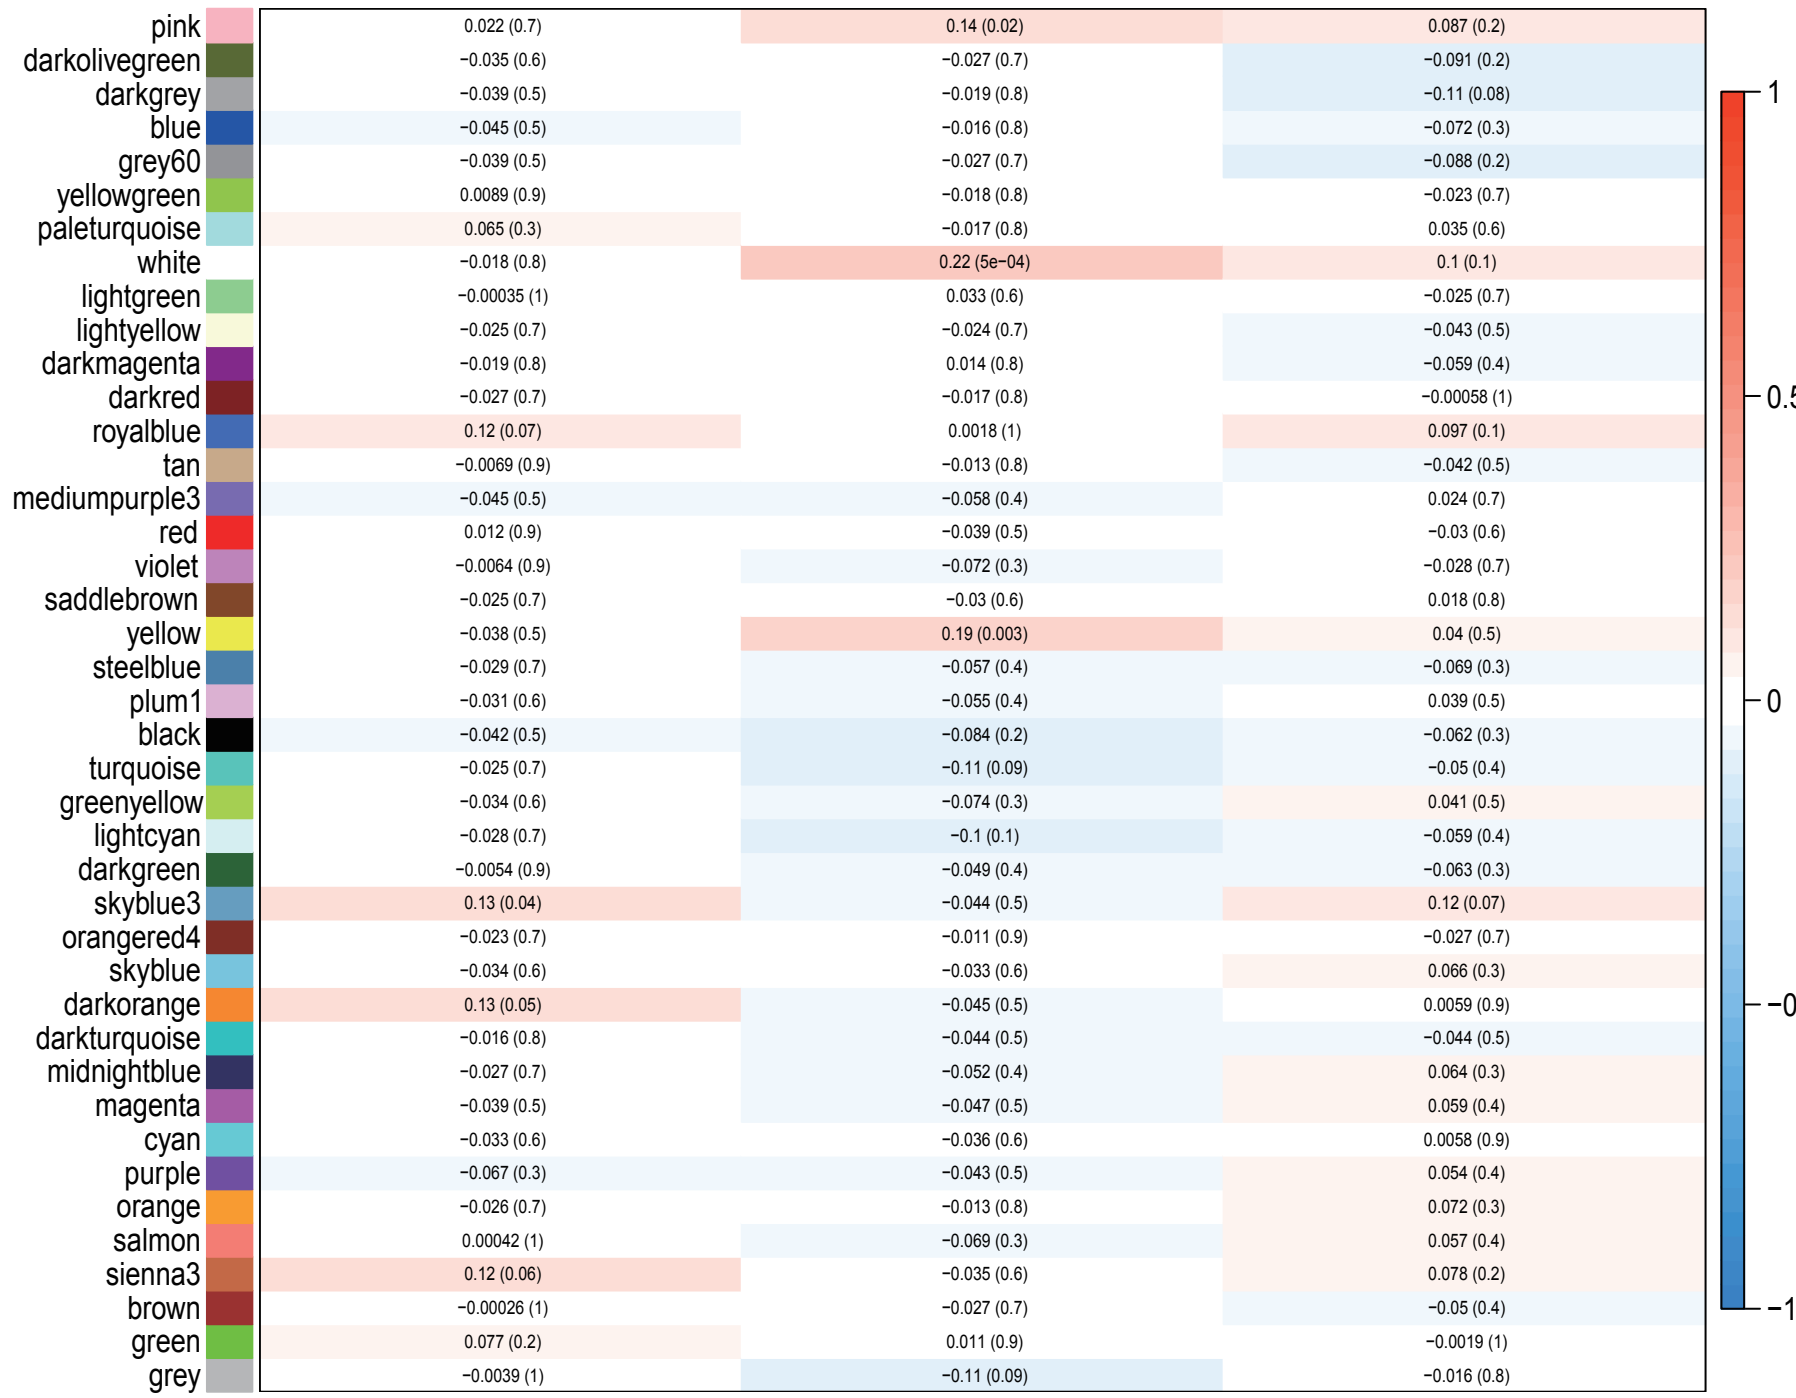 pink 0.022 (0.7) 0.14 (0.02) 0.087 (0.2)
darkolivegreen −0.035 (0.6) −0.027 (0.7) −0.091 (0.2)
darkgrey −0.039 (0.5) −0.019 (0.8) −0.11 (0.08)
1
blue −0.045 (0.5) −0.016 (0.8) −0.072 (0.3)
grey60 −0.039 (0.5) −0.027 (0.7) −0.088 (0.2)
yellowgreen 0.0089 (0.9) −0.018 (0.8) −0.023 (0.7)
paleturquoise 0.065 (0.3) −0.017 (0.8) 0.035 (0.6)
white −0.018 (0.8) 0.22 (5e−04) 0.1 (0.1)
lightgreen −0.00035 (1) 0.033 (0.6) −0.025 (0.7)
lightyellow −0.025 (0.7) −0.024 (0.7) −0.043 (0.5)
darkmagenta −0.019 (0.8) 0.014 (0.8) −0.059 (0.4)
darkred −0.027 (0.7) −0.017 (0.8) −0.00058 (1)
0.5
royalblue 0.12 (0.07) 0.0018 (1) 0.097 (0.1)
tan −0.0069 (0.9) −0.013 (0.8) −0.042 (0.5)
mediumpurple3 −0.045 (0.5) −0.058 (0.4) 0.024 (0.7)
red 0.012 (0.9) −0.039 (0.5) −0.03 (0.6)
violet −0.0064 (0.9) −0.072 (0.3) −0.028 (0.7)
saddlebrown −0.025 (0.7) −0.03 (0.6) 0.018 (0.8)
yellow −0.038 (0.5) 0.19 (0.003) 0.04 (0.5)
steelblue −0.029 (0.7) −0.057 (0.4) −0.069 (0.3)
plum1 −0.031 (0.6) −0.055 (0.4) 0.039 (0.5)
0
black −0.042 (0.5) −0.084 (0.2) −0.062 (0.3)
turquoise −0.025 (0.7) −0.11 (0.09) −0.05 (0.4)
greenyellow −0.034 (0.6) −0.074 (0.3) 0.041 (0.5)
lightcyan −0.028 (0.7) −0.1 (0.1) −0.059 (0.4)
darkgreen −0.0054 (0.9) −0.049 (0.4) −0.063 (0.3)
skyblue3 0.13 (0.04) −0.044 (0.5) 0.12 (0.07)
orangered4 −0.023 (0.7) −0.011 (0.9) −0.027 (0.7)
skyblue −0.034 (0.6) −0.033 (0.6) 0.066 (0.3)
darkorange 0.13 (0.05) −0.045 (0.5) 0.0059 (0.9)
−0
darkturquoise −0.016 (0.8) −0.044 (0.5) −0.044 (0.5)
midnightblue −0.027 (0.7) −0.052 (0.4) 0.064 (0.3)
magenta −0.039 (0.5) −0.047 (0.5) 0.059 (0.4)
cyan −0.033 (0.6) −0.036 (0.6) 0.0058 (0.9)
purple −0.067 (0.3) −0.043 (0.5) 0.054 (0.4)
orange −0.026 (0.7) −0.013 (0.8) 0.072 (0.3)
salmon 0.00042 (1) −0.069 (0.3) 0.057 (0.4)
sienna3 0.12 (0.06) −0.035 (0.6) 0.078 (0.2)
brown −0.00026 (1) −0.027 (0.7) −0.05 (0.4)
−1
green 0.077 (0.2) 0.011 (0.9) −0.0019 (1)
grey −0.0039 (1) −0.11 (0.09) −0.016 (0.8)